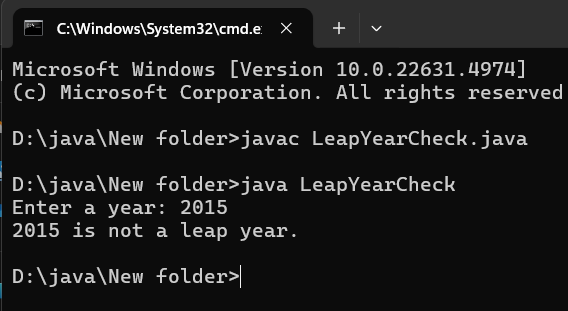 C:\Windows\System32\cmd.e
Microsoft Windows [Version 10.0.22631.4974]
(c) Microsoft Corporation. All rights reserved
D:\java\New folder>javac LeapYearCheck.java
D:\java\New folder>java LeapYearCheck
Enter a year: 2015
2015 is not a leap year.
D:\java\New folder>